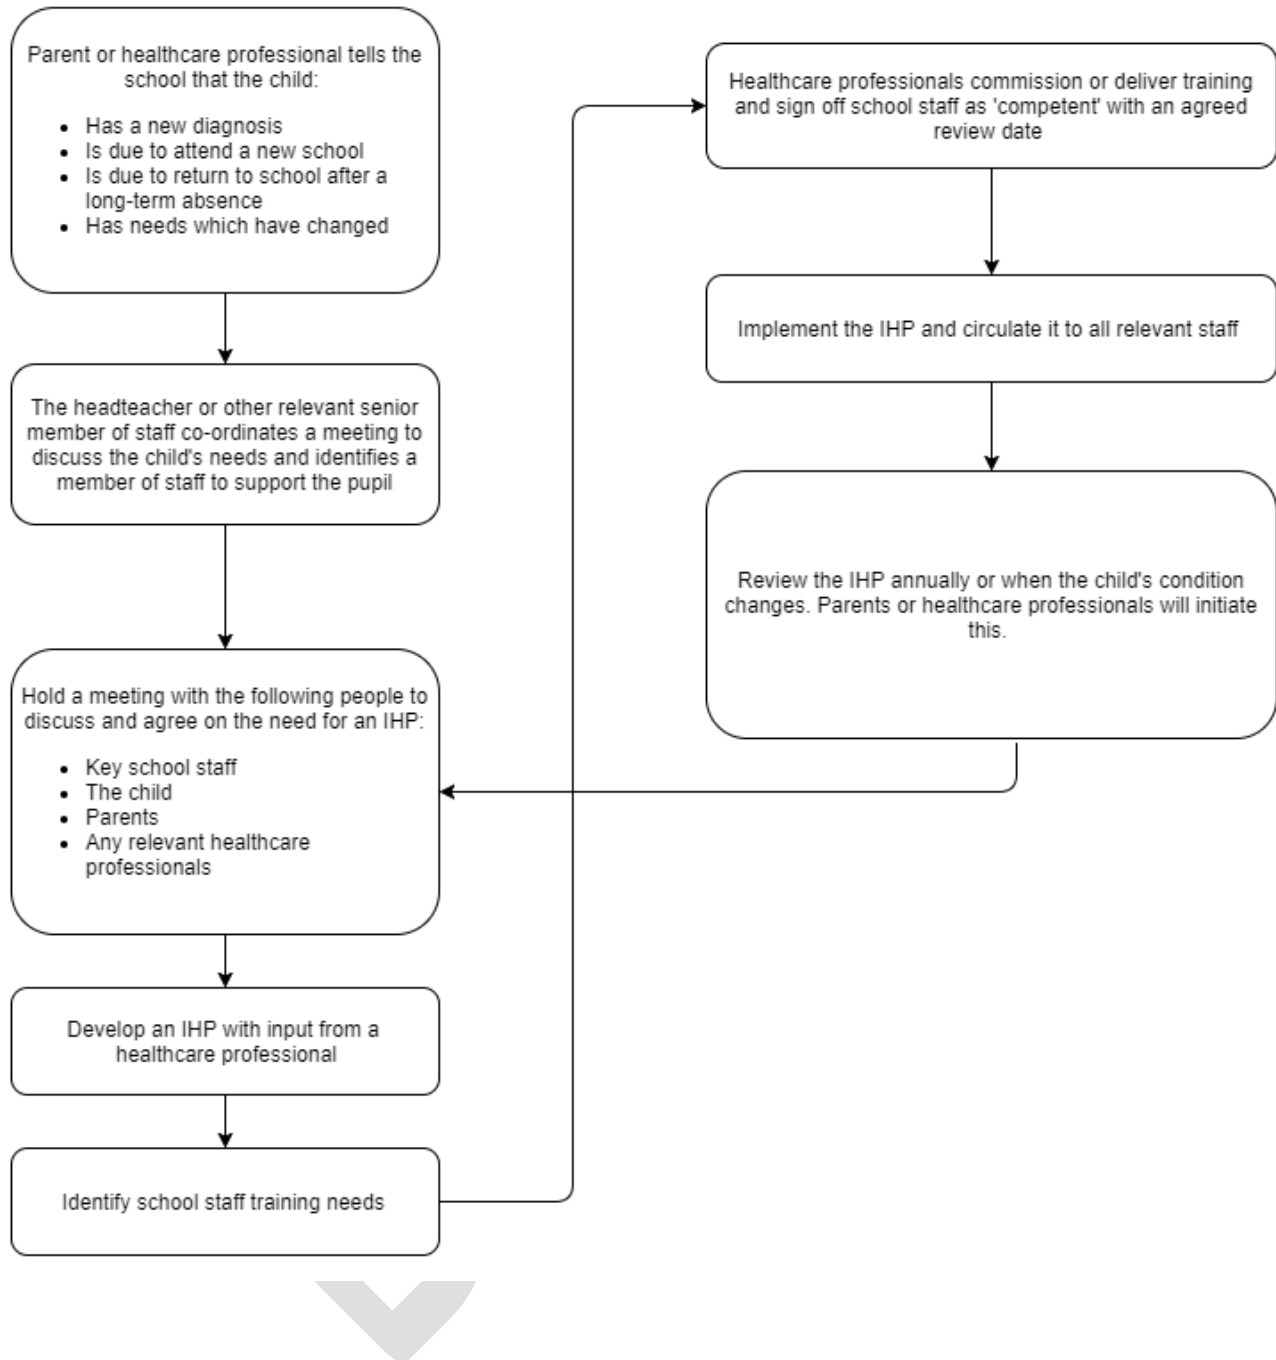 Parent or healthcare professional tells the
school that the child:
• Has a new diagnosis
• Is due to attend a new school
• Is due to return to school after a
long-term absence
• Has needs which have changed
The headteacher or other relevant senior
member of staff co-ordinates a meeting to
discuss the child's needs and identifies a
member of staff to support the pupil
Hold a meeting with the following people to
discuss and agree on the need for an IHP:
• Key school staff
• The child
• Parents
• Any relevant healthcare
professionals
Develop an IHP with input from a
healthcare professional
Identify school staff training needs
Healthcare professionals commission or deliver training
and sign off school staff as 'competent' with an agreed
review date
Implement the IHP and circulate it to all relevant staff
Review the IHP annually or when the child's condition
changes. Parents or healthcare professionals will initiate
this.